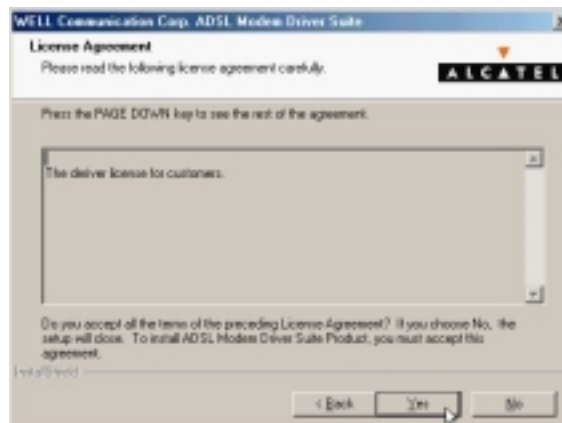 WELL Communication Corp. ADSL Modem Driver Suite
License Agreement
Please read the following license agreement carefully.
ALCATEL
Press the PAGE DOWN key to see the rest of the agreement.
The deriver license for customers.
Do you accept all the terms of the preceding License Agreement? If you choose No, the
setup will close. To install ADSL Modem Driver Suite Product, you must accept this
agreement.
InstallShield
< Back
Yes
No